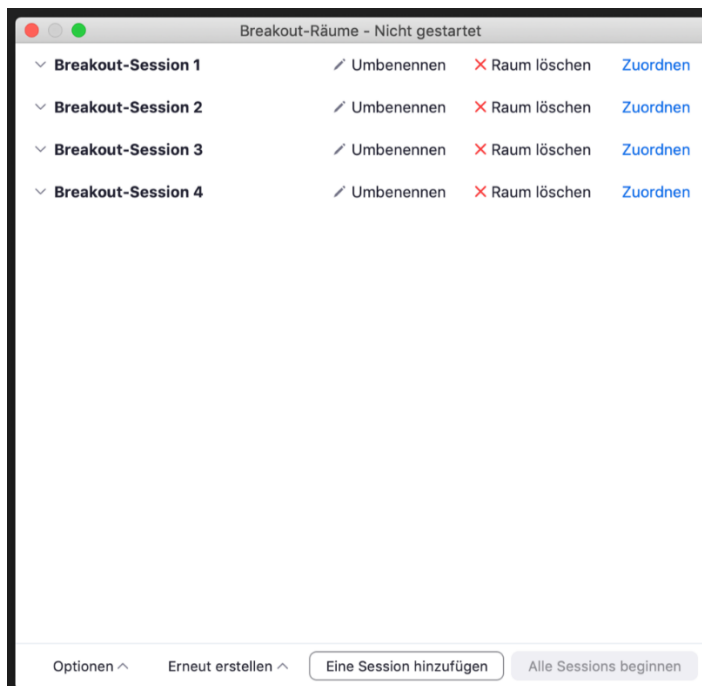 Breakout-Räume - Nicht gestartet
Breakout-Session 1 Umbenennen Raum löschen Zuordnen
Breakout-Session 2 Umbenennen Raum löschen Zuordnen
Breakout-Session 3 Umbenennen Raum löschen Zuordnen
Breakout-Session 4 Umbenennen Raum löschen Zuordnen
Optionen Erneut erstellen Eine Session hinzufügen Alle Sessions beginnen